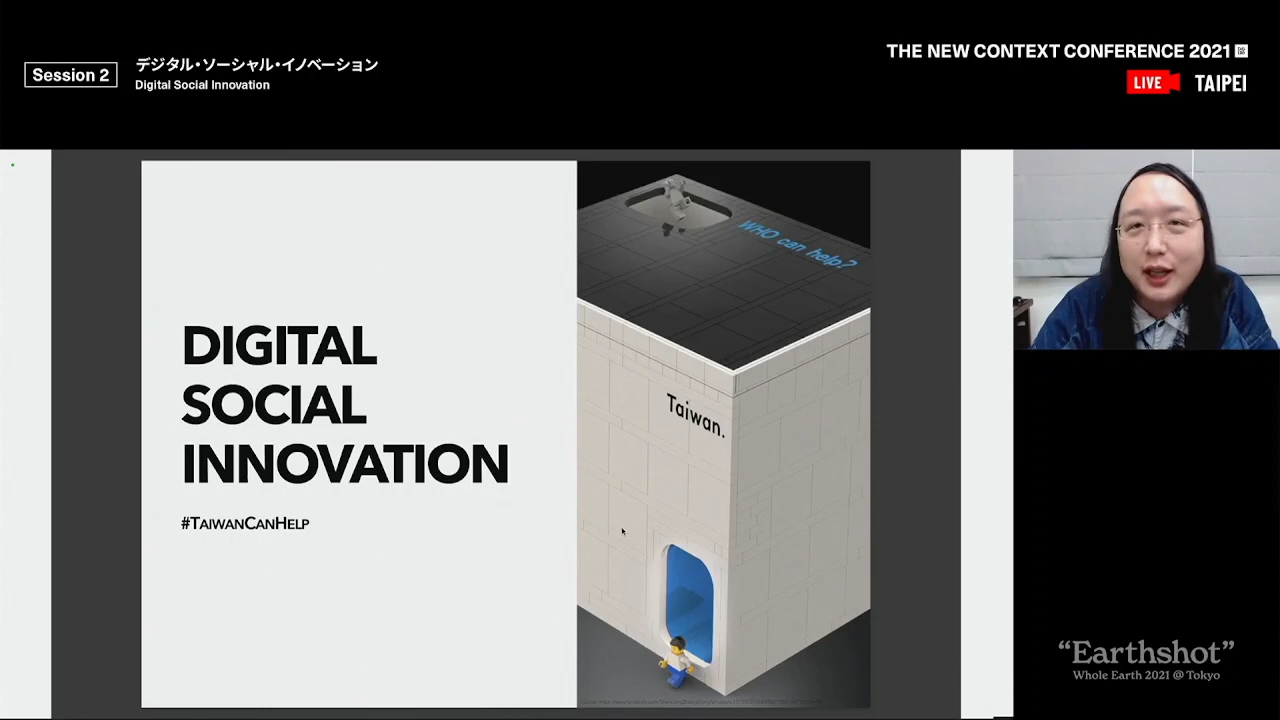 Session 2
デジタル・ソーシャル・イノベーション
Digital Social Innovation
THE NEW CONTEXT CONFERENCE 2021
LIVE
TAIPEI
DIGITAL
SOCIAL
INNOVATION
#TAIWANCANHELP
WHO can help?
Taiwan.
“Earthshot”
Whole Earth 2021 @ Tokyo